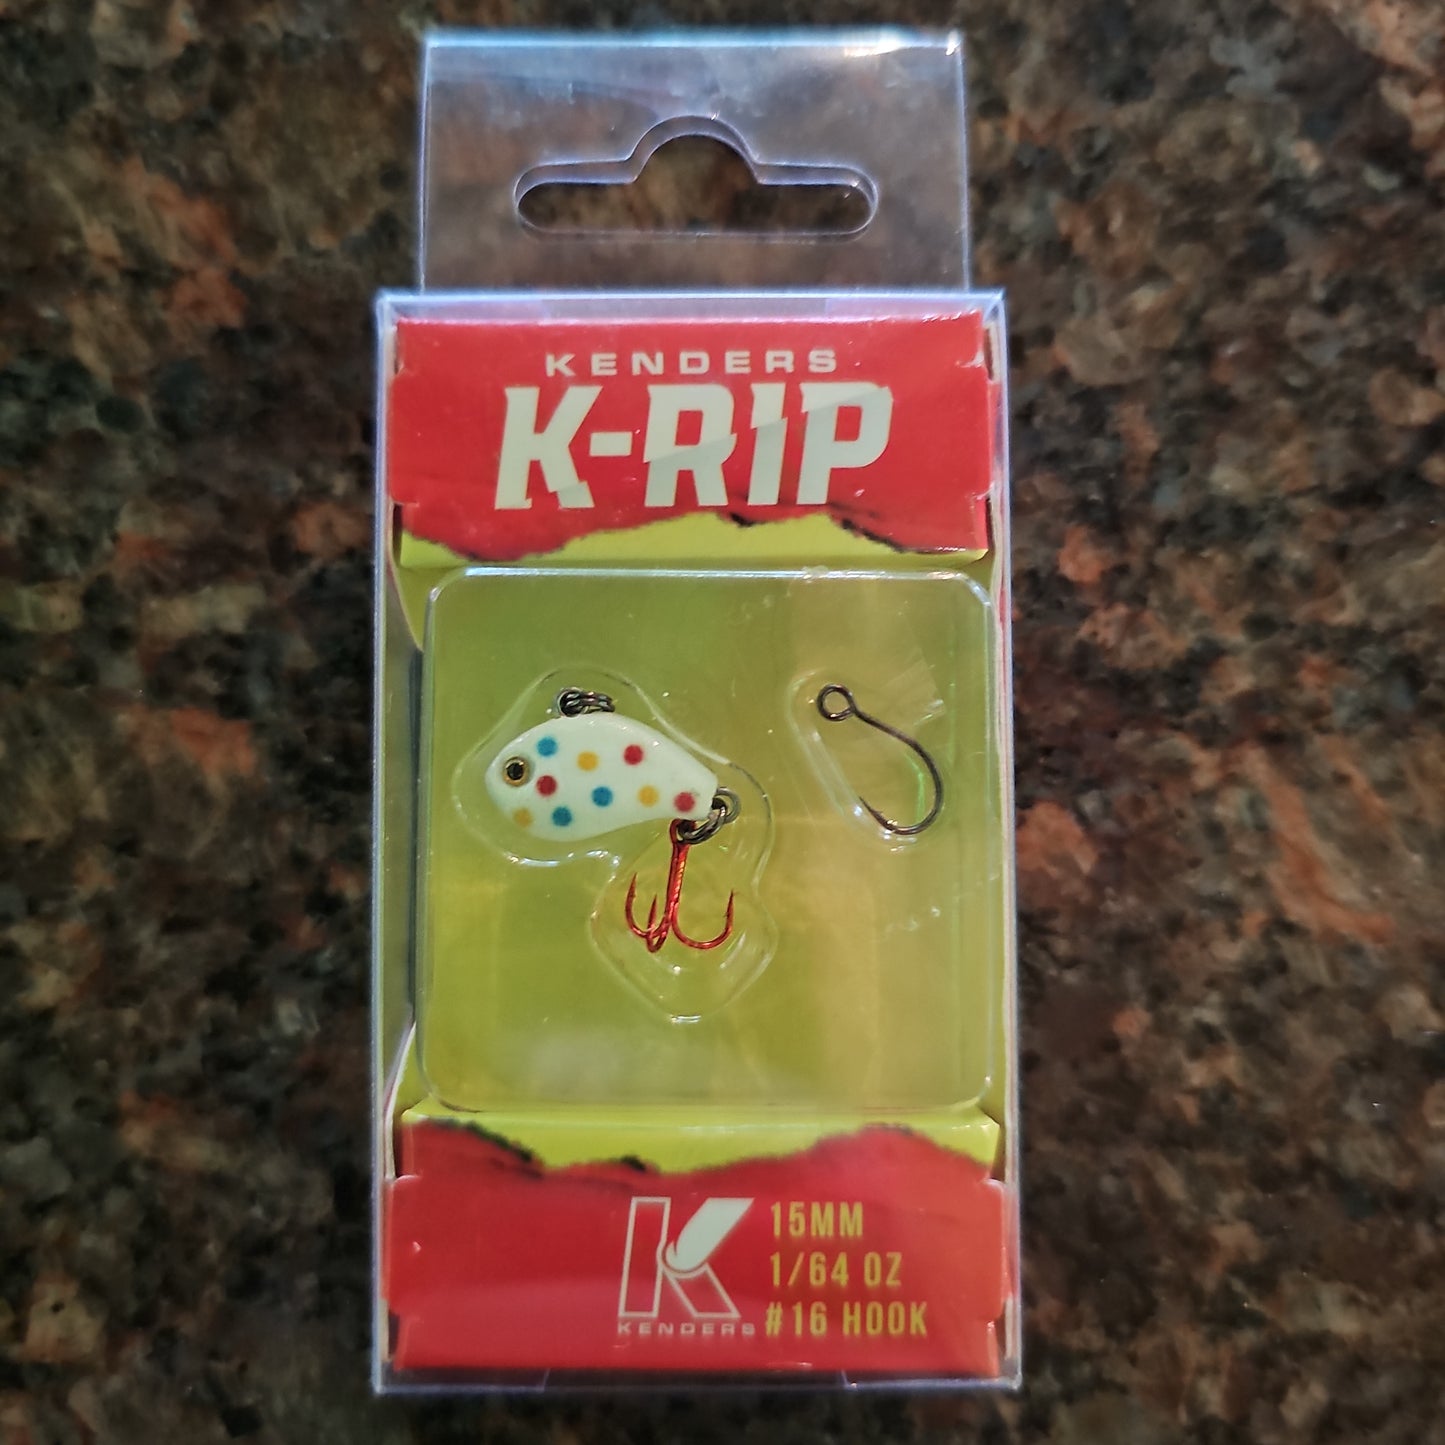 KENDERS
K-RIP
K
KENDERS
15MM
1/64 OZ
#16 HOOK